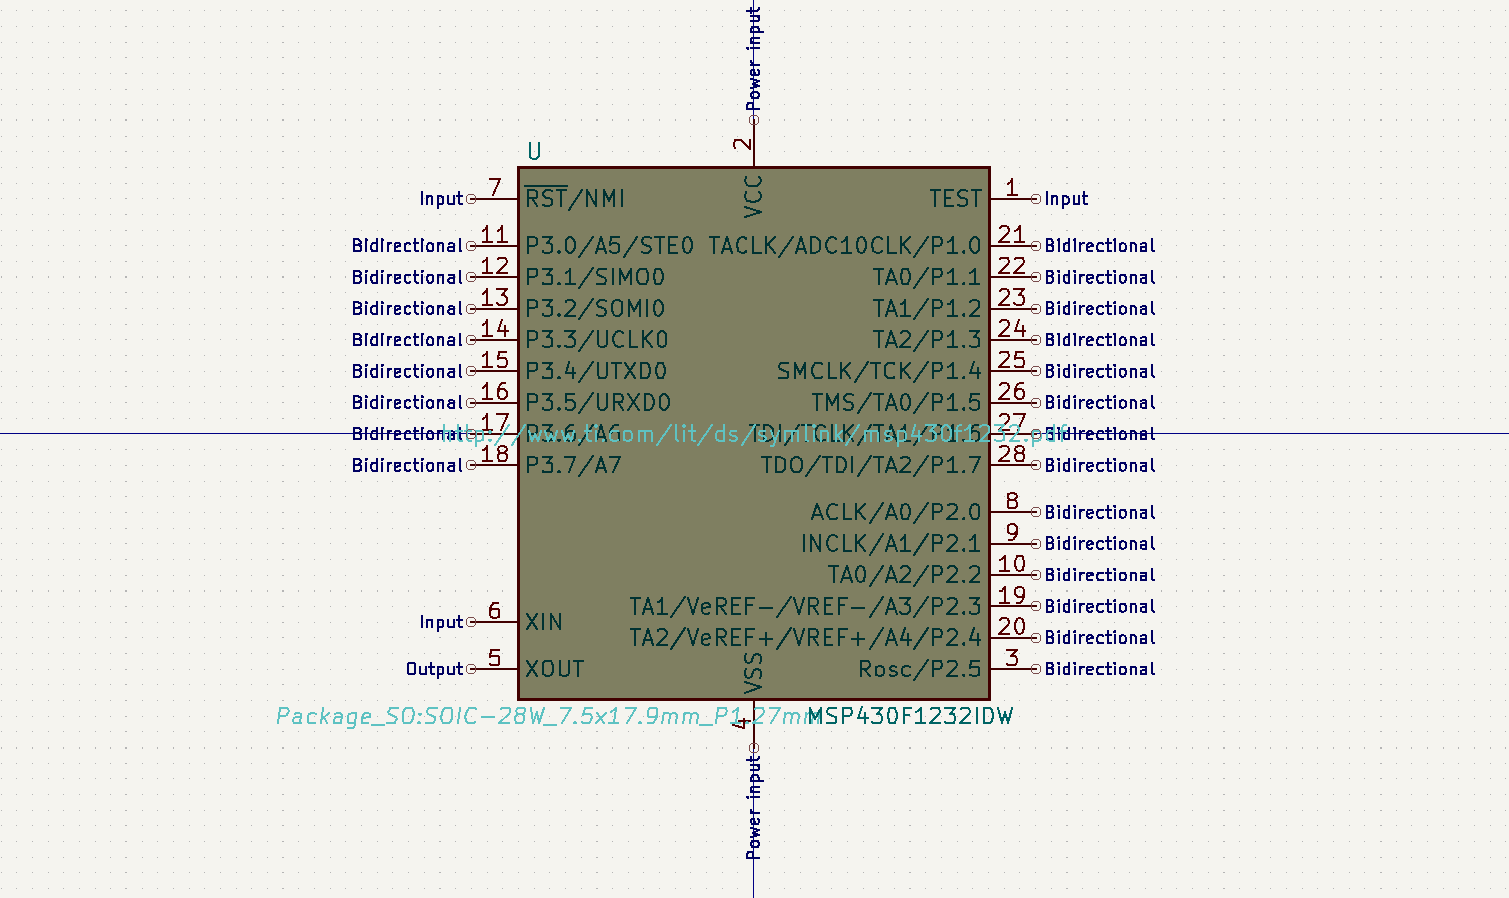 Power input
2
U
VCC
Input 7 RST/NMI TEST 1 Input
Bidirectional 11 P3.0/A5/STE0 TACLK/ADC10CLK/P1.0 21 Bidirectional
Bidirectional 12 P3.1/SIMO0 TA0/P1.1 22 Bidirectional
Bidirectional 13 P3.2/SOMI0 TA1/P1.2 23 Bidirectional
Bidirectional 14 P3.3/UCLK0 TA2/P1.3 24 Bidirectional
Bidirectional 15 P3.4/UTXD0 SMCLK/TCK/P1.4 25 Bidirectional
Bidirectional 16 P3.5/URXD0 TMS/TA0/P1.5 26 Bidirectional
Bidirectional 17 P3.6/A6 27 Bidirectional
http://www.ti.com/lit/ds/symlink/msp430f1232.pdf
Bidirectional 18 P3.7/A7 TDO/TDI/TA2/P1.7 28 Bidirectional
ACLK/A0/P2.0 8 Bidirectional
INCLK/A1/P2.1 9 Bidirectional
TA0/A2/P2.2 10 Bidirectional
TA1/VeREF-/VREF-/A3/P2.3 19 Bidirectional
Input 6 XIN TA2/VeREF+/VREF+/A4/P2.4 20 Bidirectional
Output 5 XOUT Rosc/P2.5 3 Bidirectional
VSS
Package_SO:SOIC-28W_7.5x17.9mm_P1.27mm MSP430F1232IDW
4
Power input